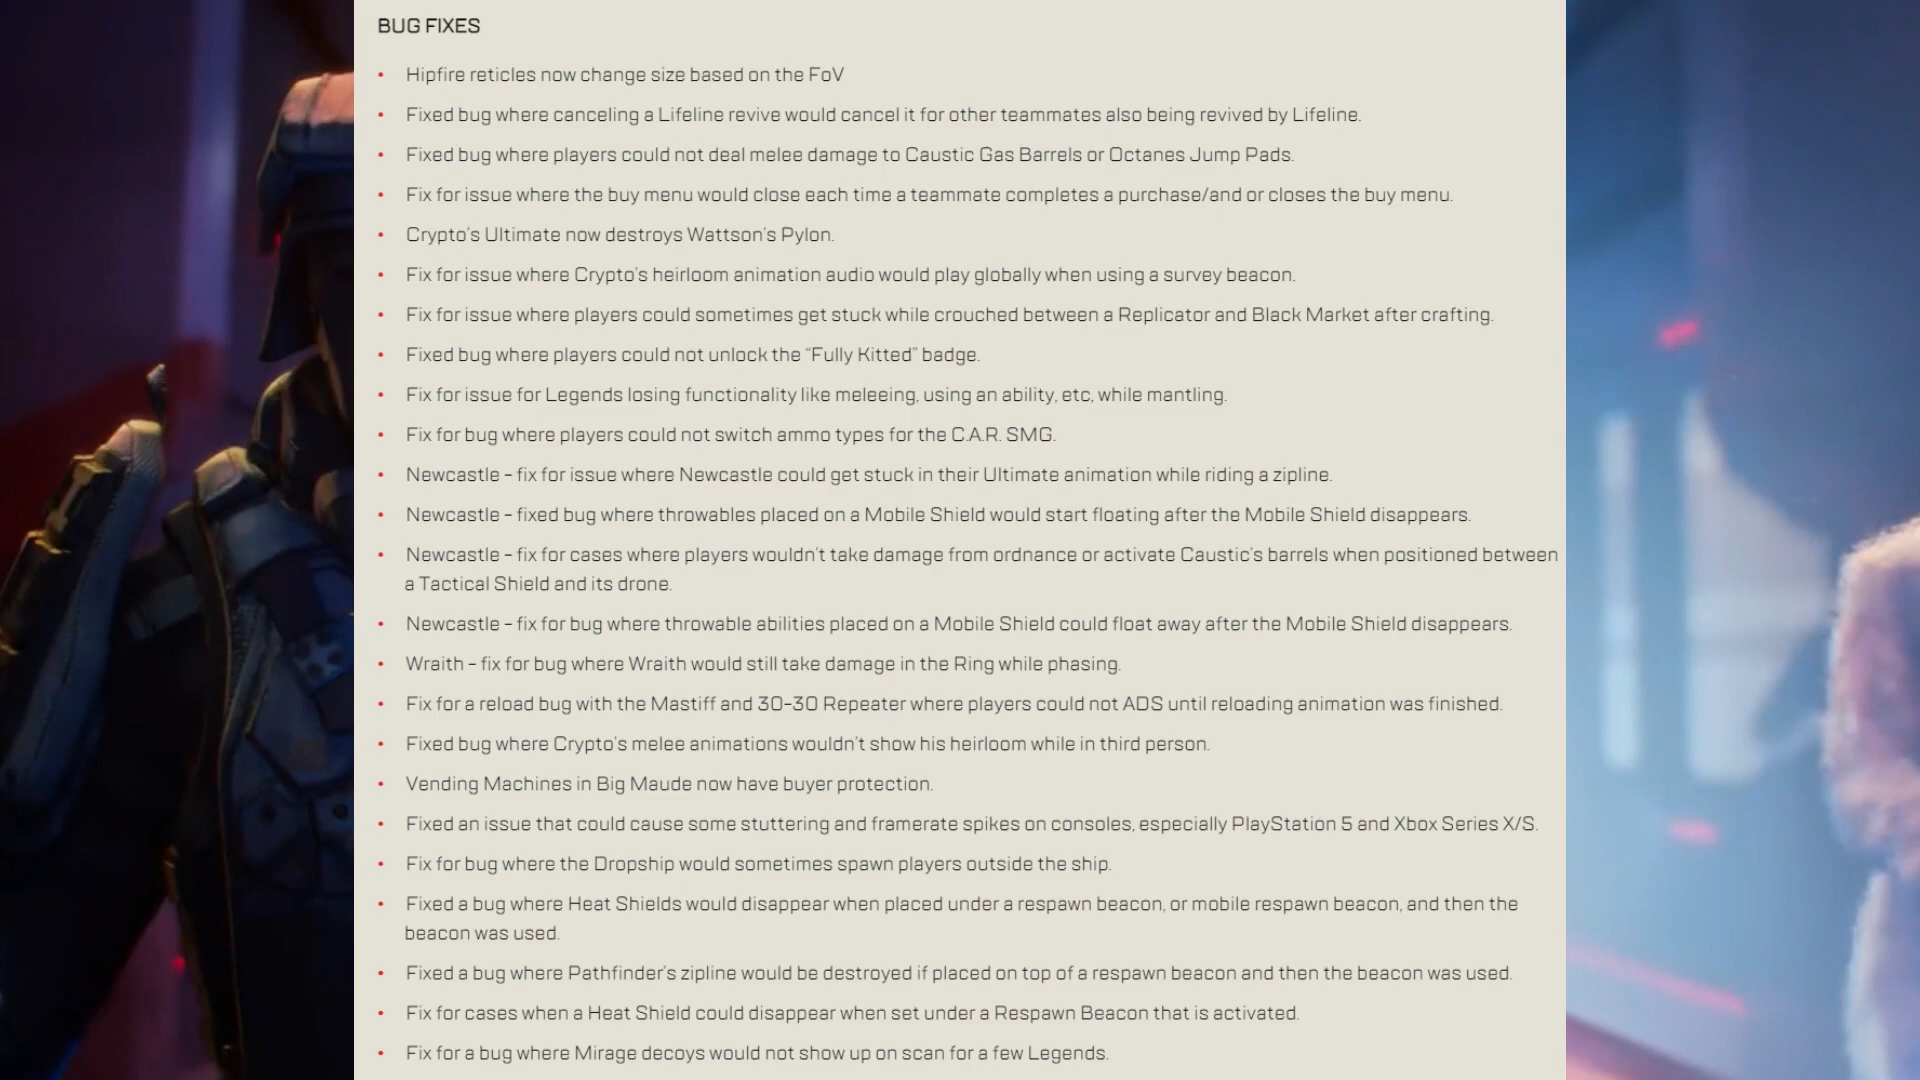 BUG FIXES
• Hipfire reticles now change size based on the FoV
• Fixed bug where canceling a Lifeline revive would cancel it for other teammates also being revived by Lifeline.
• Fixed bug where players could not deal melee damage to Caustic Gas Barrels or Octanes Jump Pads.
• Fix for issue where the buy menu would close each time a teammate completes a purchase/and or closes the buy menu.
• Crypto's Ultimate now destroys Wattson's Pylon.
• Fix for issue where Crypto's heirloom animation audio would play globally when using a survey beacon.
• Fix for issue where players could sometimes get stuck while crouched between a Replicator and Black Market after crafting.
• Fixed bug where players could not unlock the “Fully Kitted” badge.
• Fix for issue for Legends losing functionality like meleeing, using an ability, etc, while mantling.
• Fix for bug where players could not switch ammo types for the C.A.R. SMG.
• Newcastle – fix for issue where Newcastle could get stuck in their Ultimate animation while riding a zipline.
• Newcastle – fixed bug where throwables placed on a Mobile Shield would start floating after the Mobile Shield disappears.
• Newcastle – fix for cases where players wouldn't take damage from ordnance or activate Caustic's barrels when positioned between
a Tactical Shield and its drone.
• Newcastle – fix for bug where throwable abilities placed on a Mobile Shield could float away after the Mobile Shield disappears.
• Wraith – fix for bug where Wraith would still take damage in the Ring while phasing.
• Fix for a reload bug with the Mastiff and 30-30 Repeater where players could not ADS until reloading animation was finished.
• Fixed bug where Crypto's melee animations wouldn't show his heirloom while in third person.
• Vending Machines in Big Maude now have buyer protection.
• Fixed an issue that could cause some stuttering and framerate spikes on consoles, especially PlayStation 5 and Xbox Series X/S.
• Fix for bug where the Dropship would sometimes spawn players outside the ship.
• Fixed a bug where Heat Shields would disappear when placed under a respawn beacon, or mobile respawn beacon, and then the
beacon was used.
• Fixed a bug where Pathfinder's zipline would be destroyed if placed on top of a respawn beacon and then the beacon was used.
• Fix for cases when a Heat Shield could disappear when set under a Respawn Beacon that is activated.
• Fix for a bug where Mirage decoys would not show up on scan for a few Legends.